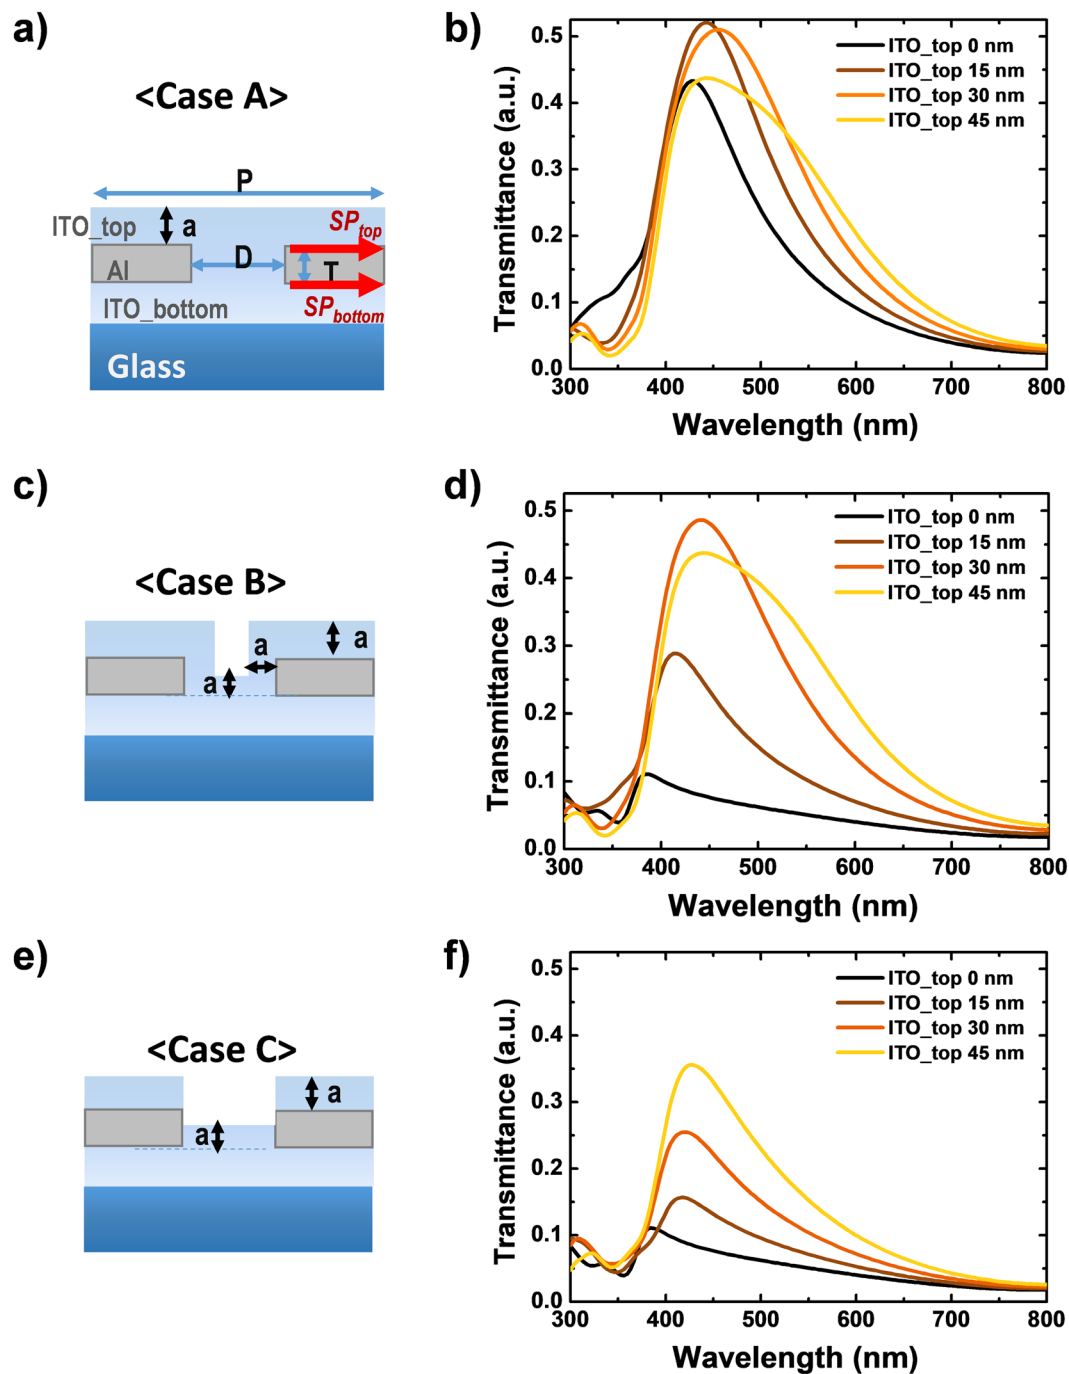 a)
<Case A>
P
ITO_top
a
SP_top
Al
D
T
ITO_bottom
SP_bottom
Glass
b)
Transmittance (a.u.)
0.5
0.4
0.3
0.2
0.1
0.0
ITO_top 0 nm
ITO_top 15 nm
ITO_top 30 nm
ITO_top 45 nm
300 400 500 600 700 800
Wavelength (nm)
c)
<Case B>
a
a
a
d)
Transmittance (a.u.)
0.5
0.4
0.3
0.2
0.1
0.0
ITO_top 0 nm
ITO_top 15 nm
ITO_top 30 nm
ITO_top 45 nm
300 400 500 600 700 800
Wavelength (nm)
e)
<Case C>
a
a
f)
Transmittance (a.u.)
0.5
0.4
0.3
0.2
0.1
0.0
ITO_top 0 nm
ITO_top 15 nm
ITO_top 30 nm
ITO_top 45 nm
300 400 500 600 700 800
Wavelength (nm)